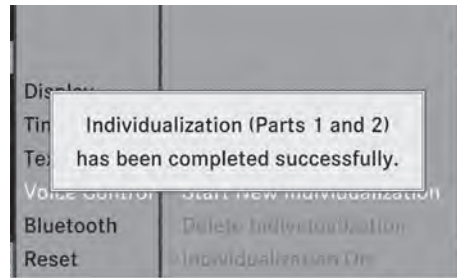 Display
Individualization (Parts 1 and 2)
has been completed successfully.
Voice Control Start New Individualization
Bluetooth Delete Individualization
Reset Individualization On